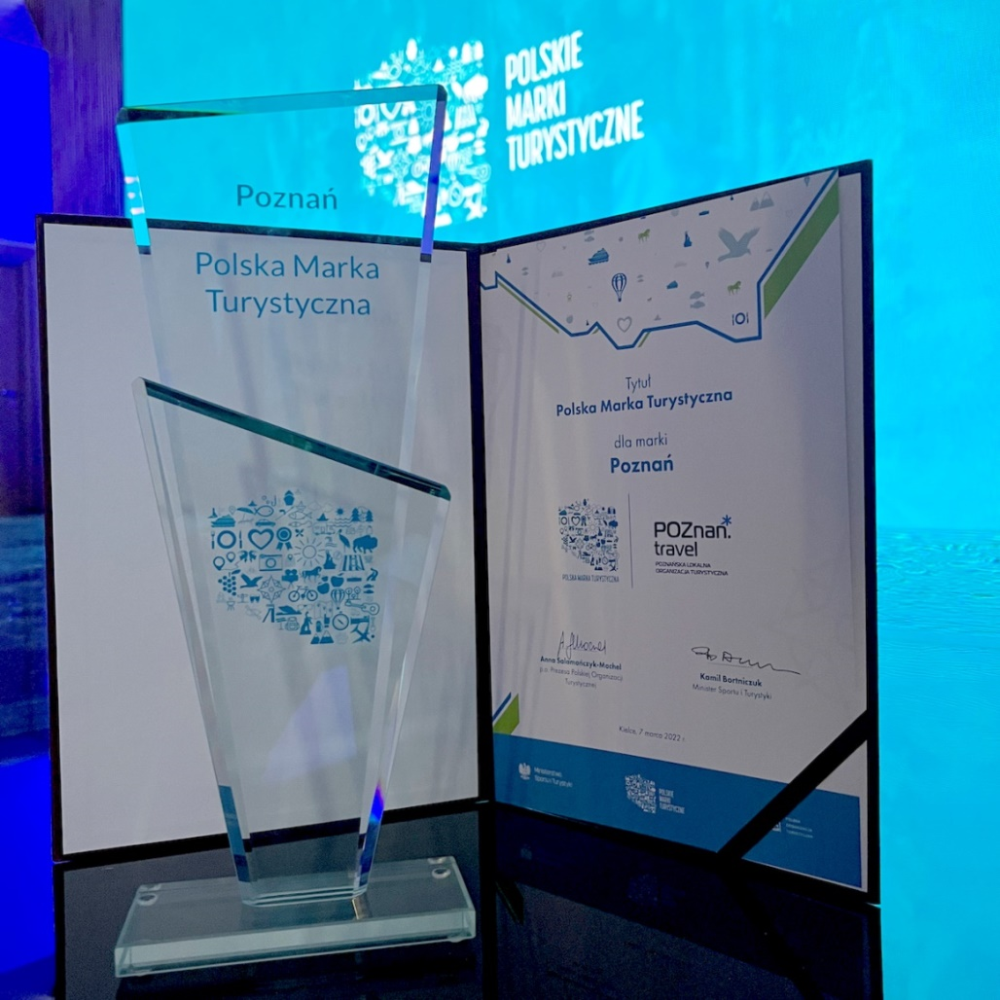 POLSKIE
MARKI
TURYSTYCZNE
Poznań
Polska Marka
Turystyczna
Tytuł
Polska Marka Turystyczna
dla marki
Poznań
POLSKA MARKA TURYSTYCZNA
POZnań.*
travel
POZNAŃSKA LOKALNA
ORGANIZACJA TURYSTYCZNA
Anna Salamończyk-Mochel
p.o. Prezesa Polskiej Organizacji
Turystycznej
Kamil Bortniczuk
Minister Sportu i Turystyki
Kielce, 7 marca 2022 r.
Ministerstwo
Sportu i Turystyki
POLSKIE
MARKI
TURYSTYCZNE